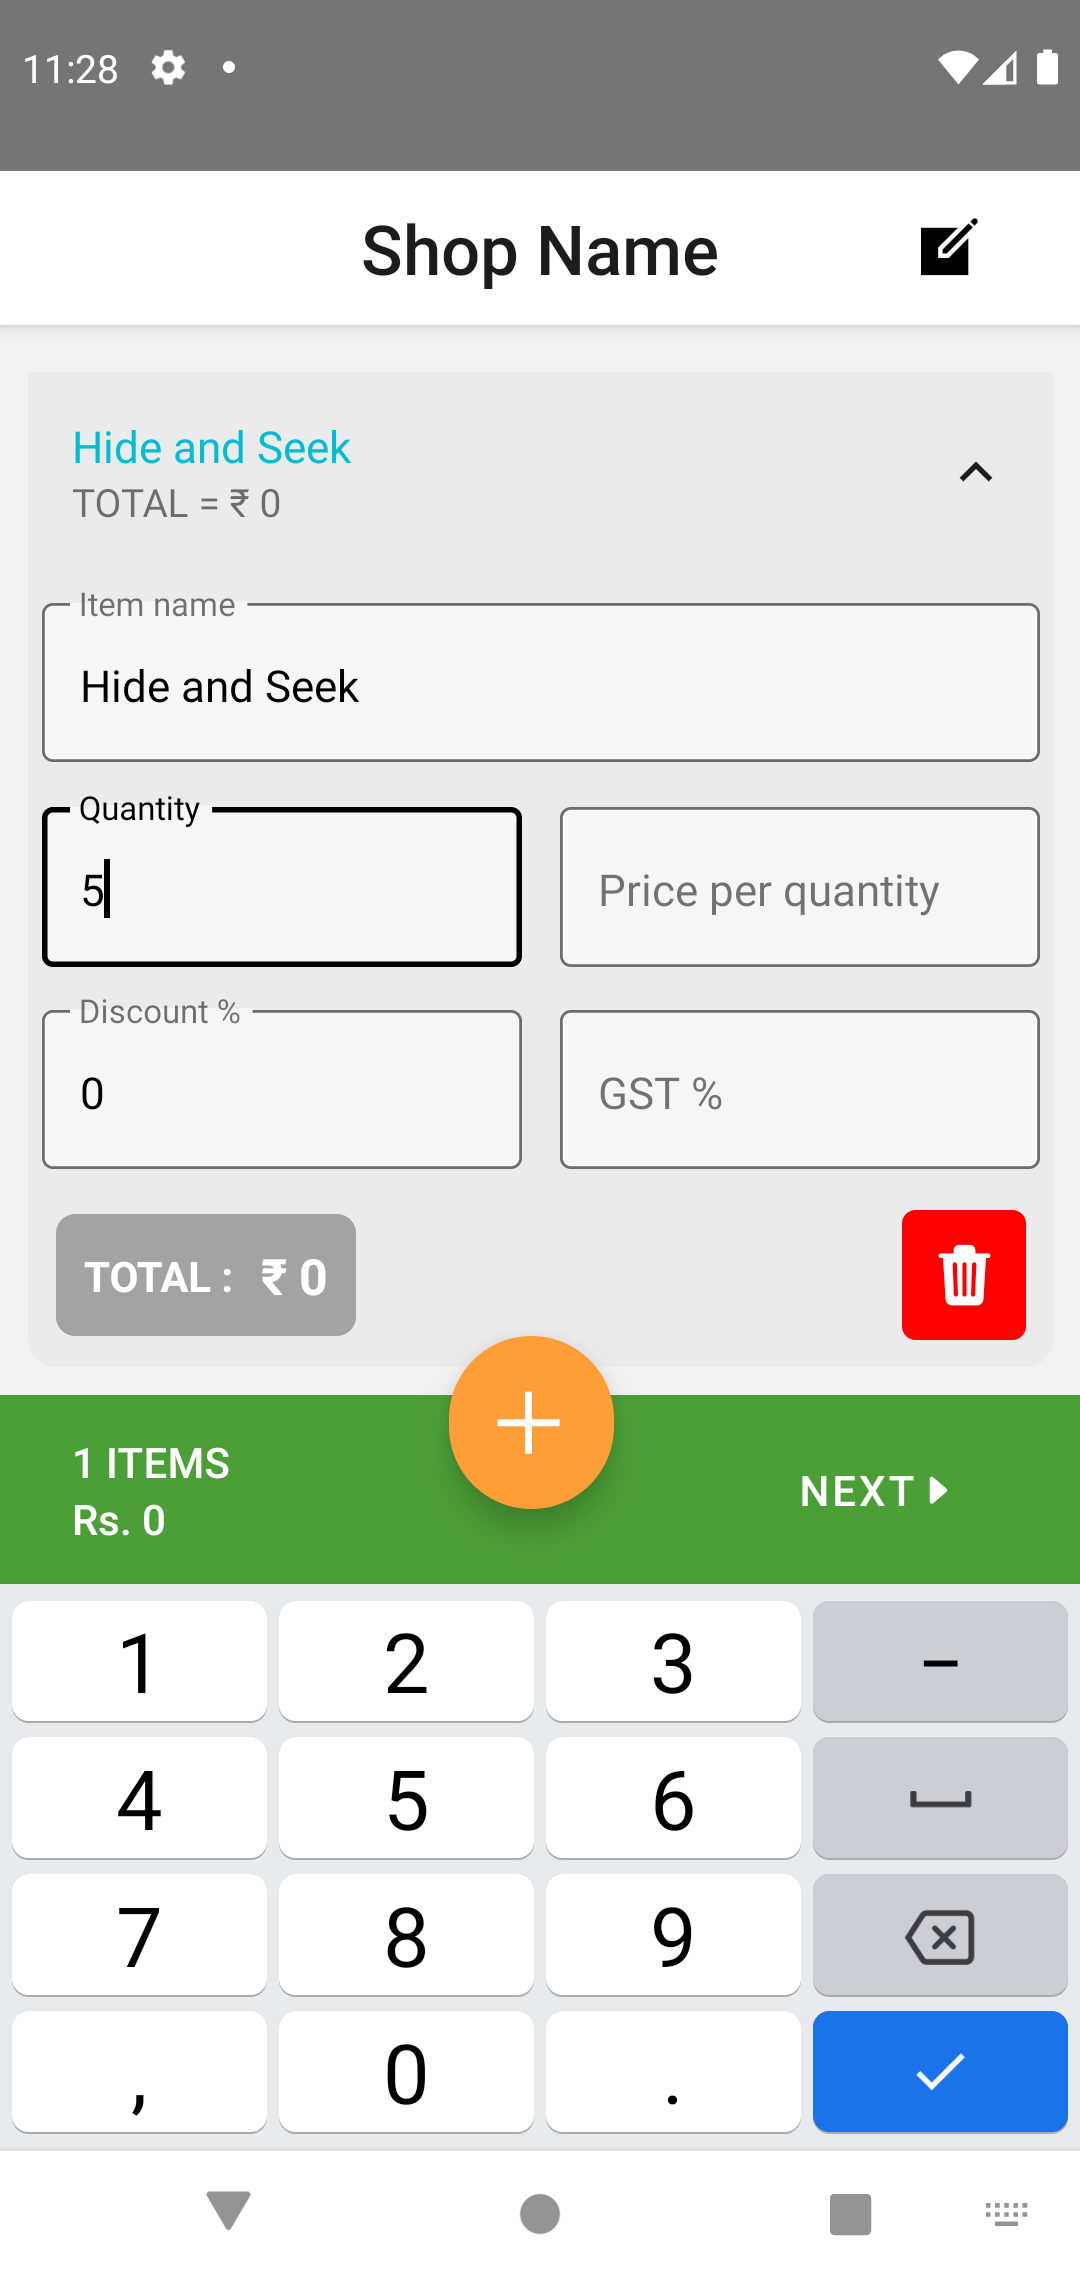 11:28
Shop Name
Hide and Seek
TOTAL = ₹ 0
Item name
Hide and Seek
Quantity
5
Price per quantity
Discount %
0
GST %
TOTAL : ₹ 0
1 ITEMS
Rs. 0
NEXT
1 2 3 –
4 5 6
7 8 9
, 0 .